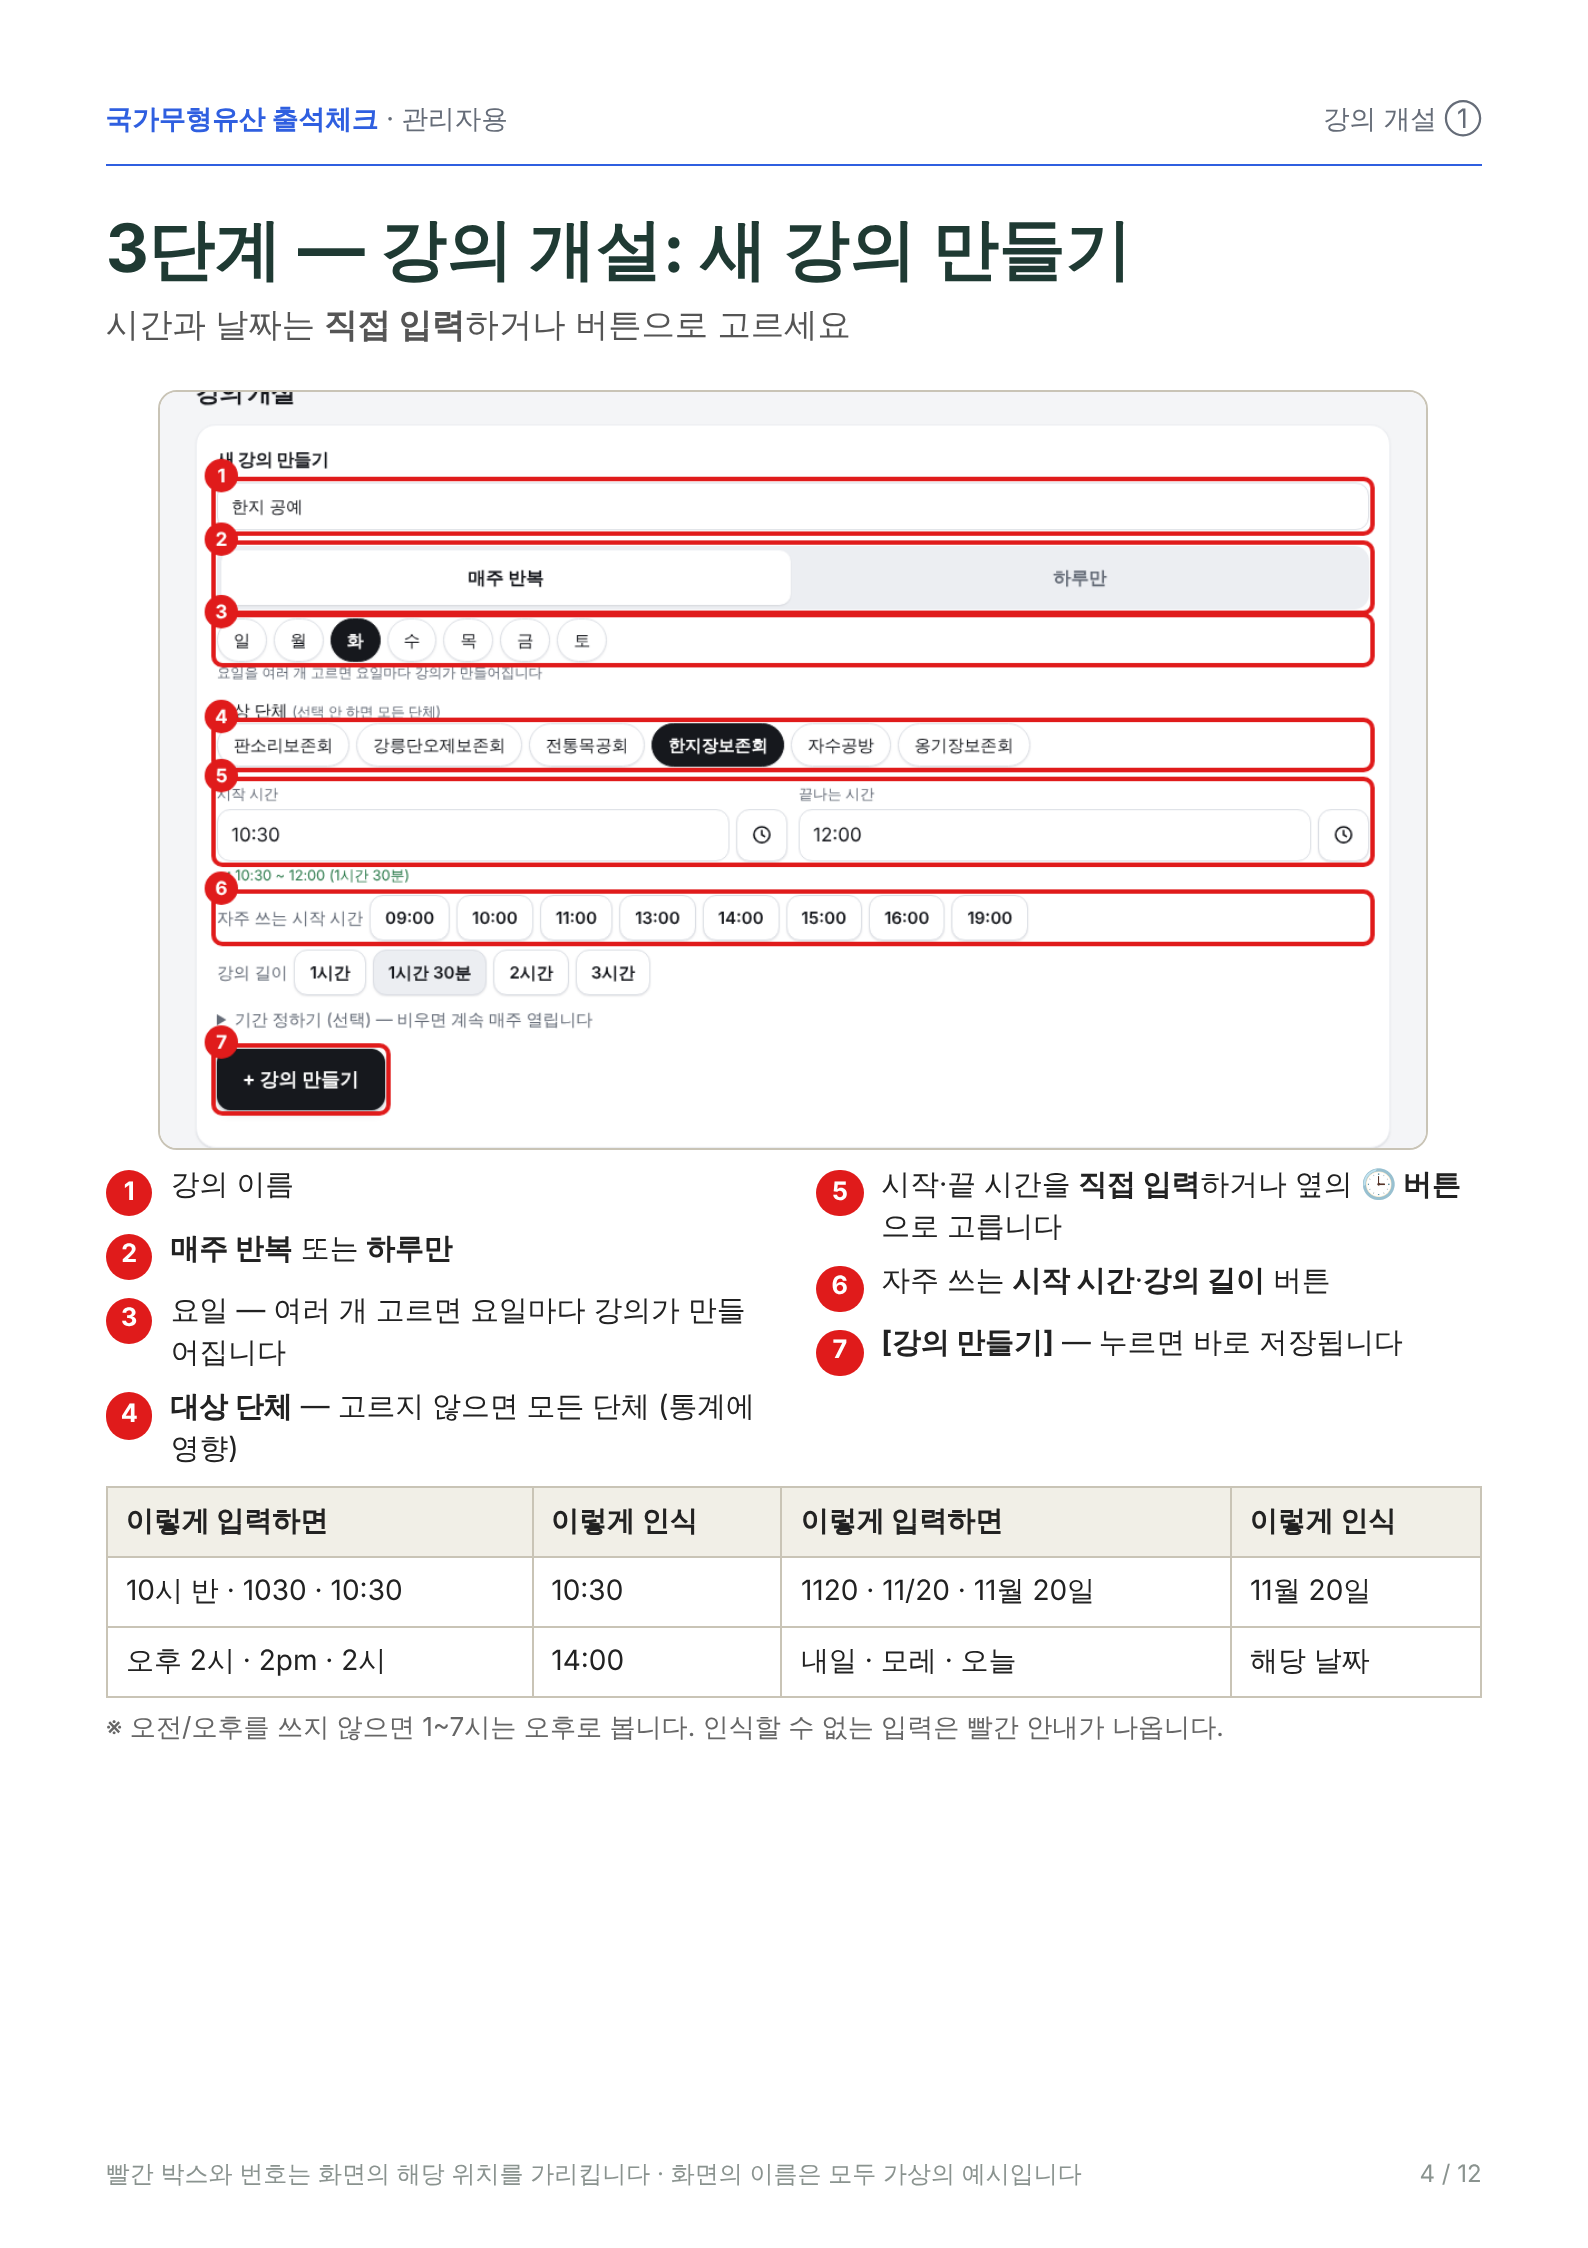 국가무형유산 출석체크 · 관리자용
강의 개설 ①
3단계 — 강의 개설: 새 강의 만들기
시간과 날짜는 직접 입력하거나 버튼으로 고르세요
강의 개설
새 강의 만들기
1
한지 공예
2
매주 반복 하루만
3
일 월 화 수 목 금 토
요일을 여러 개 고르면 요일마다 강의가 만들어집니다
4
상 단체 (선택 안 하면 모든 단체)
판소리보존회 강릉단오제보존회 전통목공회 한지장보존회 자수공방 옹기장보존회
5
시작 시간 끝나는 시간
10:30 12:00
10:30 ~ 12:00 (1시간 30분)
6
자주 쓰는 시작 시간 09:00 10:00 11:00 13:00 14:00 15:00 16:00 19:00
강의 길이 1시간 1시간 30분 2시간 3시간
▶ 기간 정하기 (선택) — 비우면 계속 매주 열립니다
7
+ 강의 만들기
1 강의 이름
2 매주 반복 또는 하루만
3 요일 — 여러 개 고르면 요일마다 강의가 만들
어집니다
4 대상 단체 — 고르지 않으면 모든 단체 (통계에
영향)
5 시작·끝 시간을 직접 입력하거나 옆의 🕒 버튼
으로 고릅니다
6 자주 쓰는 시작 시간·강의 길이 버튼
7 [강의 만들기] — 누르면 바로 저장됩니다
이렇게 입력하면 이렇게 인식 이렇게 입력하면 이렇게 인식
10시 반 · 1030 · 10:30 10:30 1120 · 11/20 · 11월 20일 11월 20일
오후 2시 · 2pm · 2시 14:00 내일 · 모레 · 오늘 해당 날짜
※ 오전/오후를 쓰지 않으면 1~7시는 오후로 봅니다. 인식할 수 없는 입력은 빨간 안내가 나옵니다.
빨간 박스와 번호는 화면의 해당 위치를 가리킵니다 · 화면의 이름은 모두 가상의 예시입니다
4 / 12